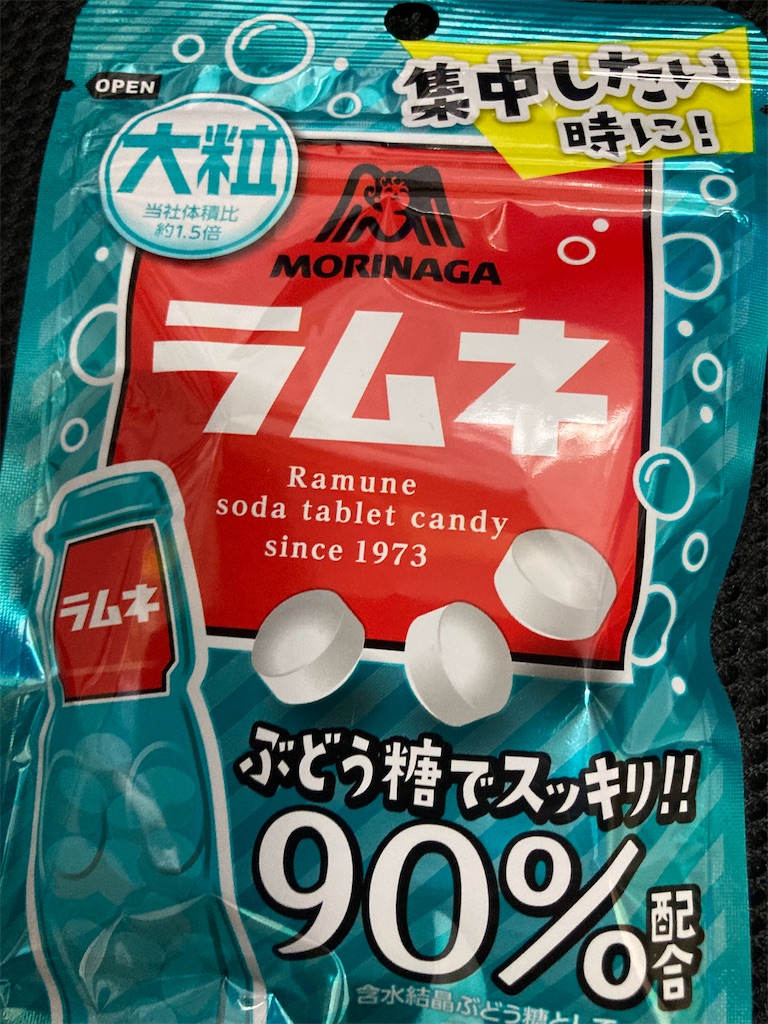 OPEN
集中したい
時に!
大粒
当社体積比
約1.5倍
MORINAGA
ラムネ
Ramune
soda tablet candy
since 1973
ラムネ
ぶどう糖でスッキリ!!
90%配合
含水結晶ぶどう糖として